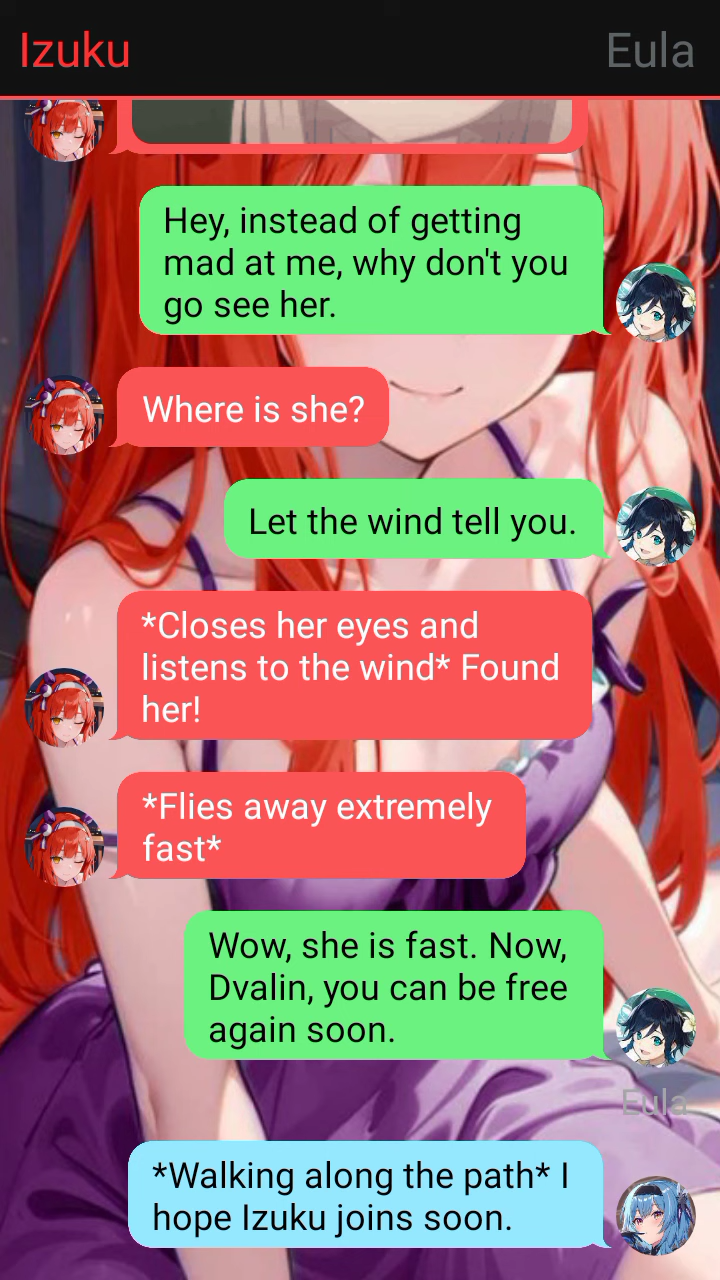 Izuku
Eula
Hey, instead of getting
mad at me, why don't you
go see her.
Where is she?
Let the wind tell you.
*Closes her eyes and
listens to the wind* Found
her!
*Flies away extremely
fast*
Wow, she is fast. Now,
Dvalin, you can be free
again soon.
Eula
*Walking along the path* I
hope Izuku joins soon.